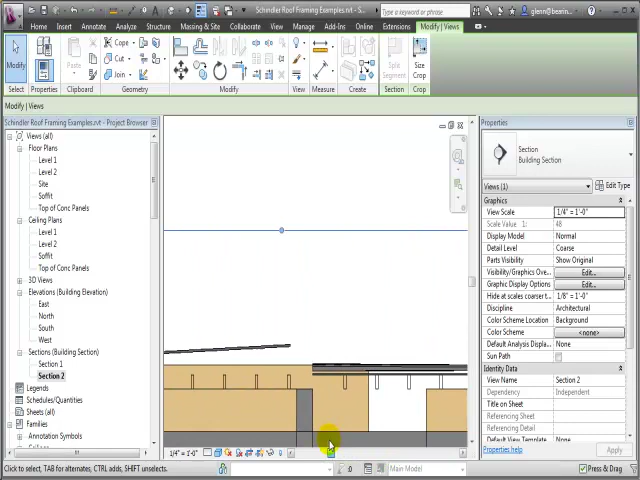 Schindler Roof Framing Examples.rvt - S...
Type a keyword or phrase
glenn@bearin...
Home Insert Annotate Analyze Structure Massing & Site Collaborate View Manage Add-Ins Online Extensions Modify | Views
Modify
Paste
Cope
Cut
Join
Split Segment
Size Crop
Select Properties Clipboard Geometry Modify View Measure Create Section Crop
Modify | Views
Schindler Roof Framing Examples.rvt - Project Browser
Views (all)
Floor Plans
Level 1
Level 2
Site
Soffit
Top of Conc Panels
Ceiling Plans
Level 1
Level 2
Soffit
Top of Conc Panels
3D Views
Elevations (Building Elevation)
East
North
South
West
Sections (Building Section)
Section 1
Section 2
Legends
Schedules/Quantities
Sheets (all)
Families
Annotation Symbols
1/4" = 1'-0"
Properties
Section
Building Section
Views (1)
Edit Type
Graphics
View Scale 1/4" = 1'-0"
Scale Value 1: 48
Display Model Normal
Detail Level Coarse
Parts Visibility Show Original
Visibility/Graphics Ove... Edit...
Graphic Display Options Edit...
Hide at scales coarser t... 1/8" = 1'-0"
Discipline Architectural
Color Scheme Location Background
Color Scheme <none>
Default Analysis Displa... None
Sun Path
Identity Data
View Name Section 2
Dependency Independent
Title on Sheet
Referencing Sheet
Referencing Detail
Default View Template None
Properties help
Apply
Click to select, TAB for alternates, CTRL adds, SHIFT unselects.
:0
Main Model
Press & Drag